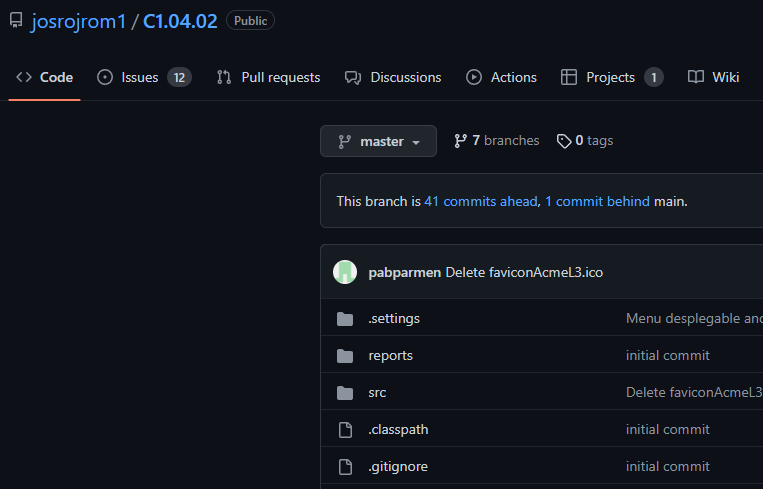 josrojrom1 / C1.04.02 Public
Code Issues 12 Pull requests Discussions Actions Projects 1 Wiki
master 7 branches 0 tags
This branch is 41 commits ahead, 1 commit behind main.
pabparmen Delete faviconAcmeL3.ico
.settings Menu desplegable and
reports initial commit
src Delete faviconAcmeL3
.classpath initial commit
.gitignore initial commit